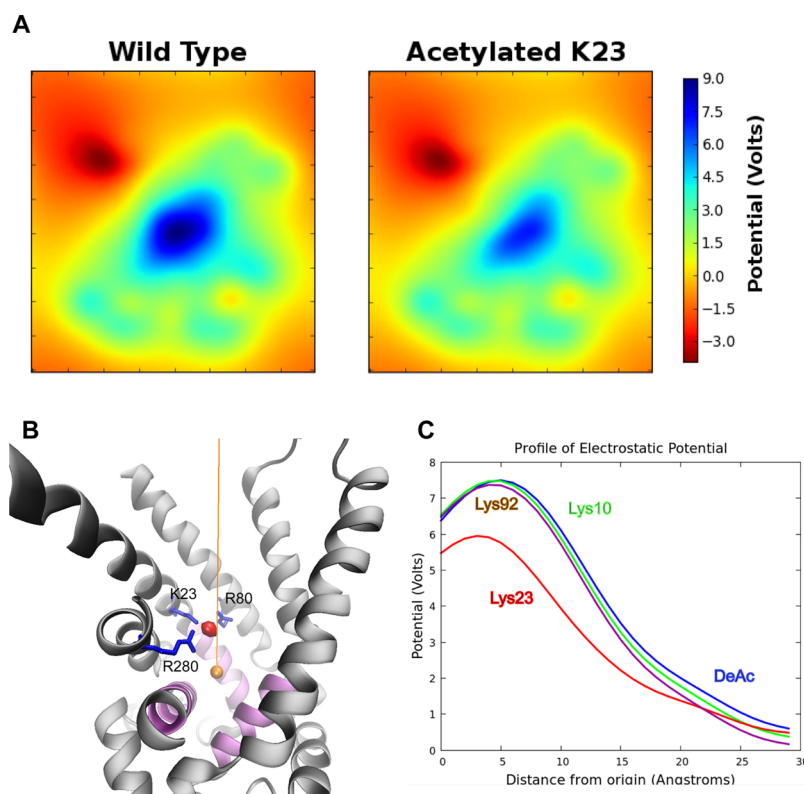 A
Wild Type
Acetylated K23
9.0
7.5
6.0
4.5
3.0
1.5
0.0
−1.5
−3.0
Potential (Volts)
B
K23
R80
R280
C
Profile of Electrostatic Potential
8
7
6
5
4
3
2
1
0
Potential (Volts)
Lys92
Lys10
Lys23
DeAc
0 5 10 15 20 25 30
Distance from origin (Angstroms)